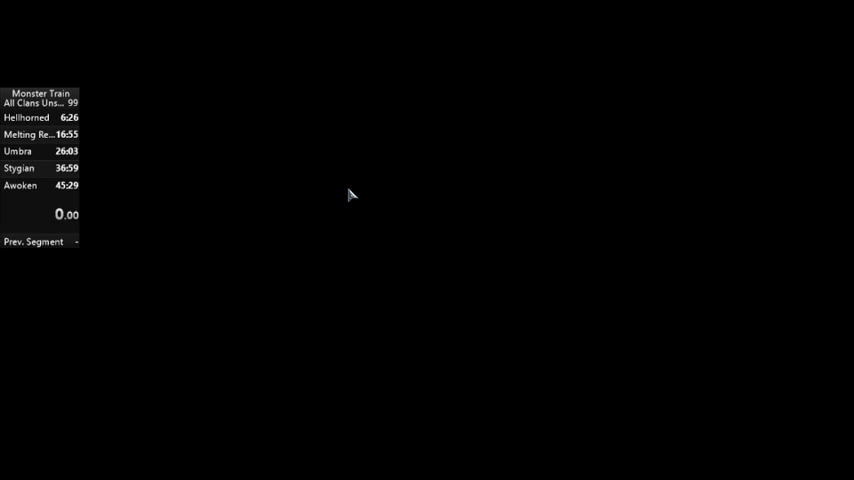 Monster Train
All Clans Uns... 99
Hellhorned 6:26
Melting Re... 16:55
Umbra 26:03
Stygian 36:59
Awoken 45:29
0.00
Prev. Segment -